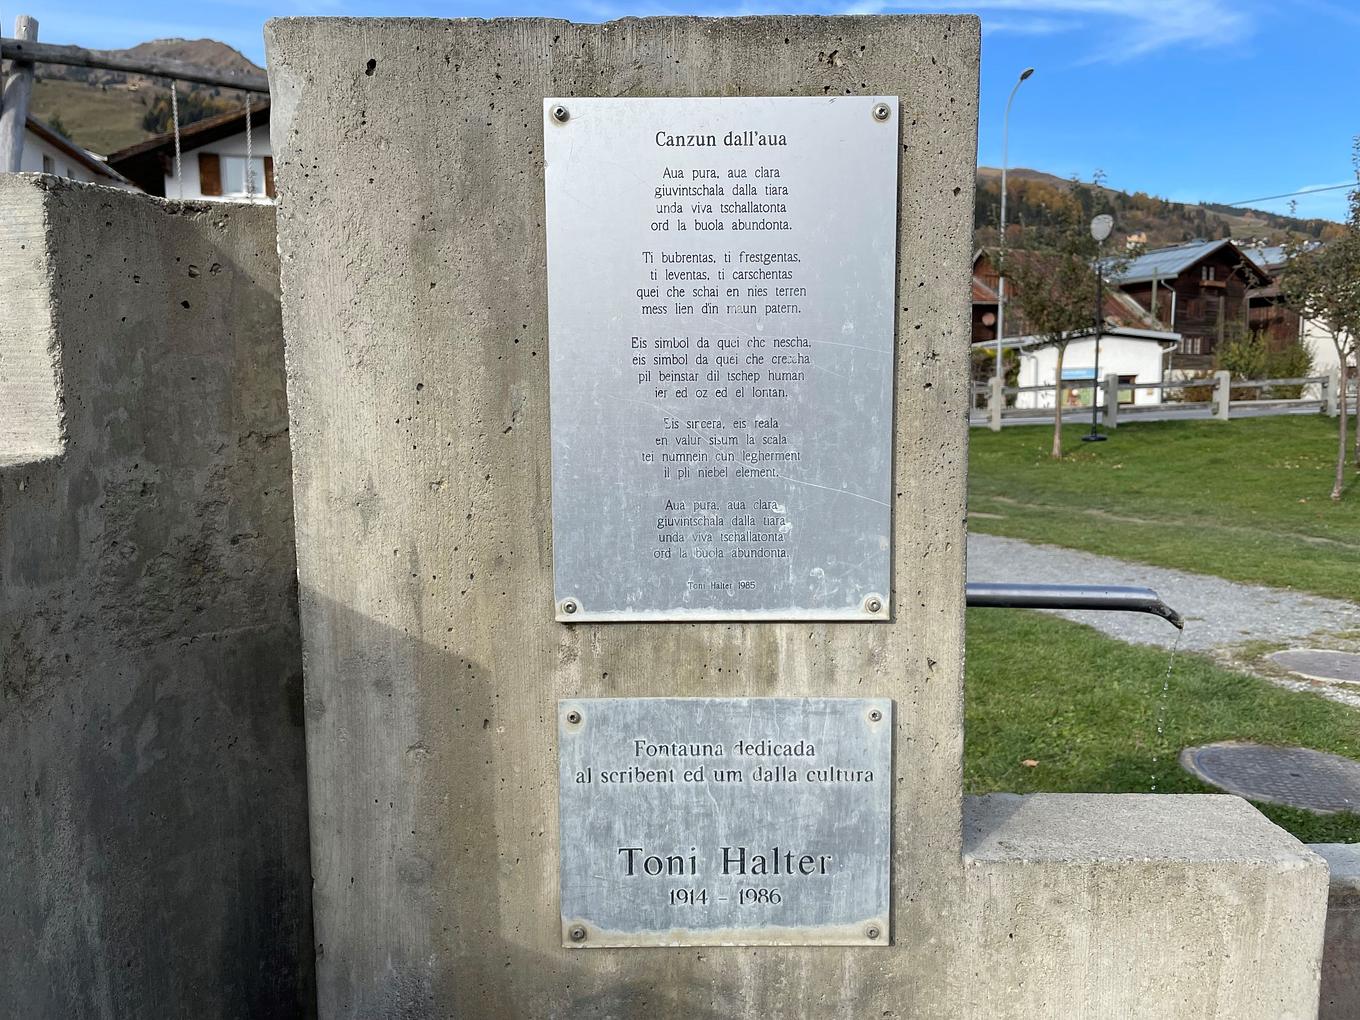 Canzun dall'aua
Aua pura, aua clara
giuvintschala dalla tiara
unda viva tschallatonta
ord la buola abundonta.
Ti bubrentas, ti frestgentas,
ti leventas, ti carschentas
quei che schai en nies terren
mess lien d'in maun patern.
Eis simbol da quei che nescha,
eis simbol da quei che crescha
pil beinstar dil tschep human
ier ed oz ed el lontan.
Eis sircera, eis reala
en valur sisum la scala
tei numnein cun legherment
il pli niebel element.
Aua pura, aua clara
giuvintschala dalla tiara
unda viva tschallatonta
ord la buola abundonta.
Toni Halter 1985
Fontauna dedicada
al scribent ed um dalla cultura
Toni Halter
1914 – 1986